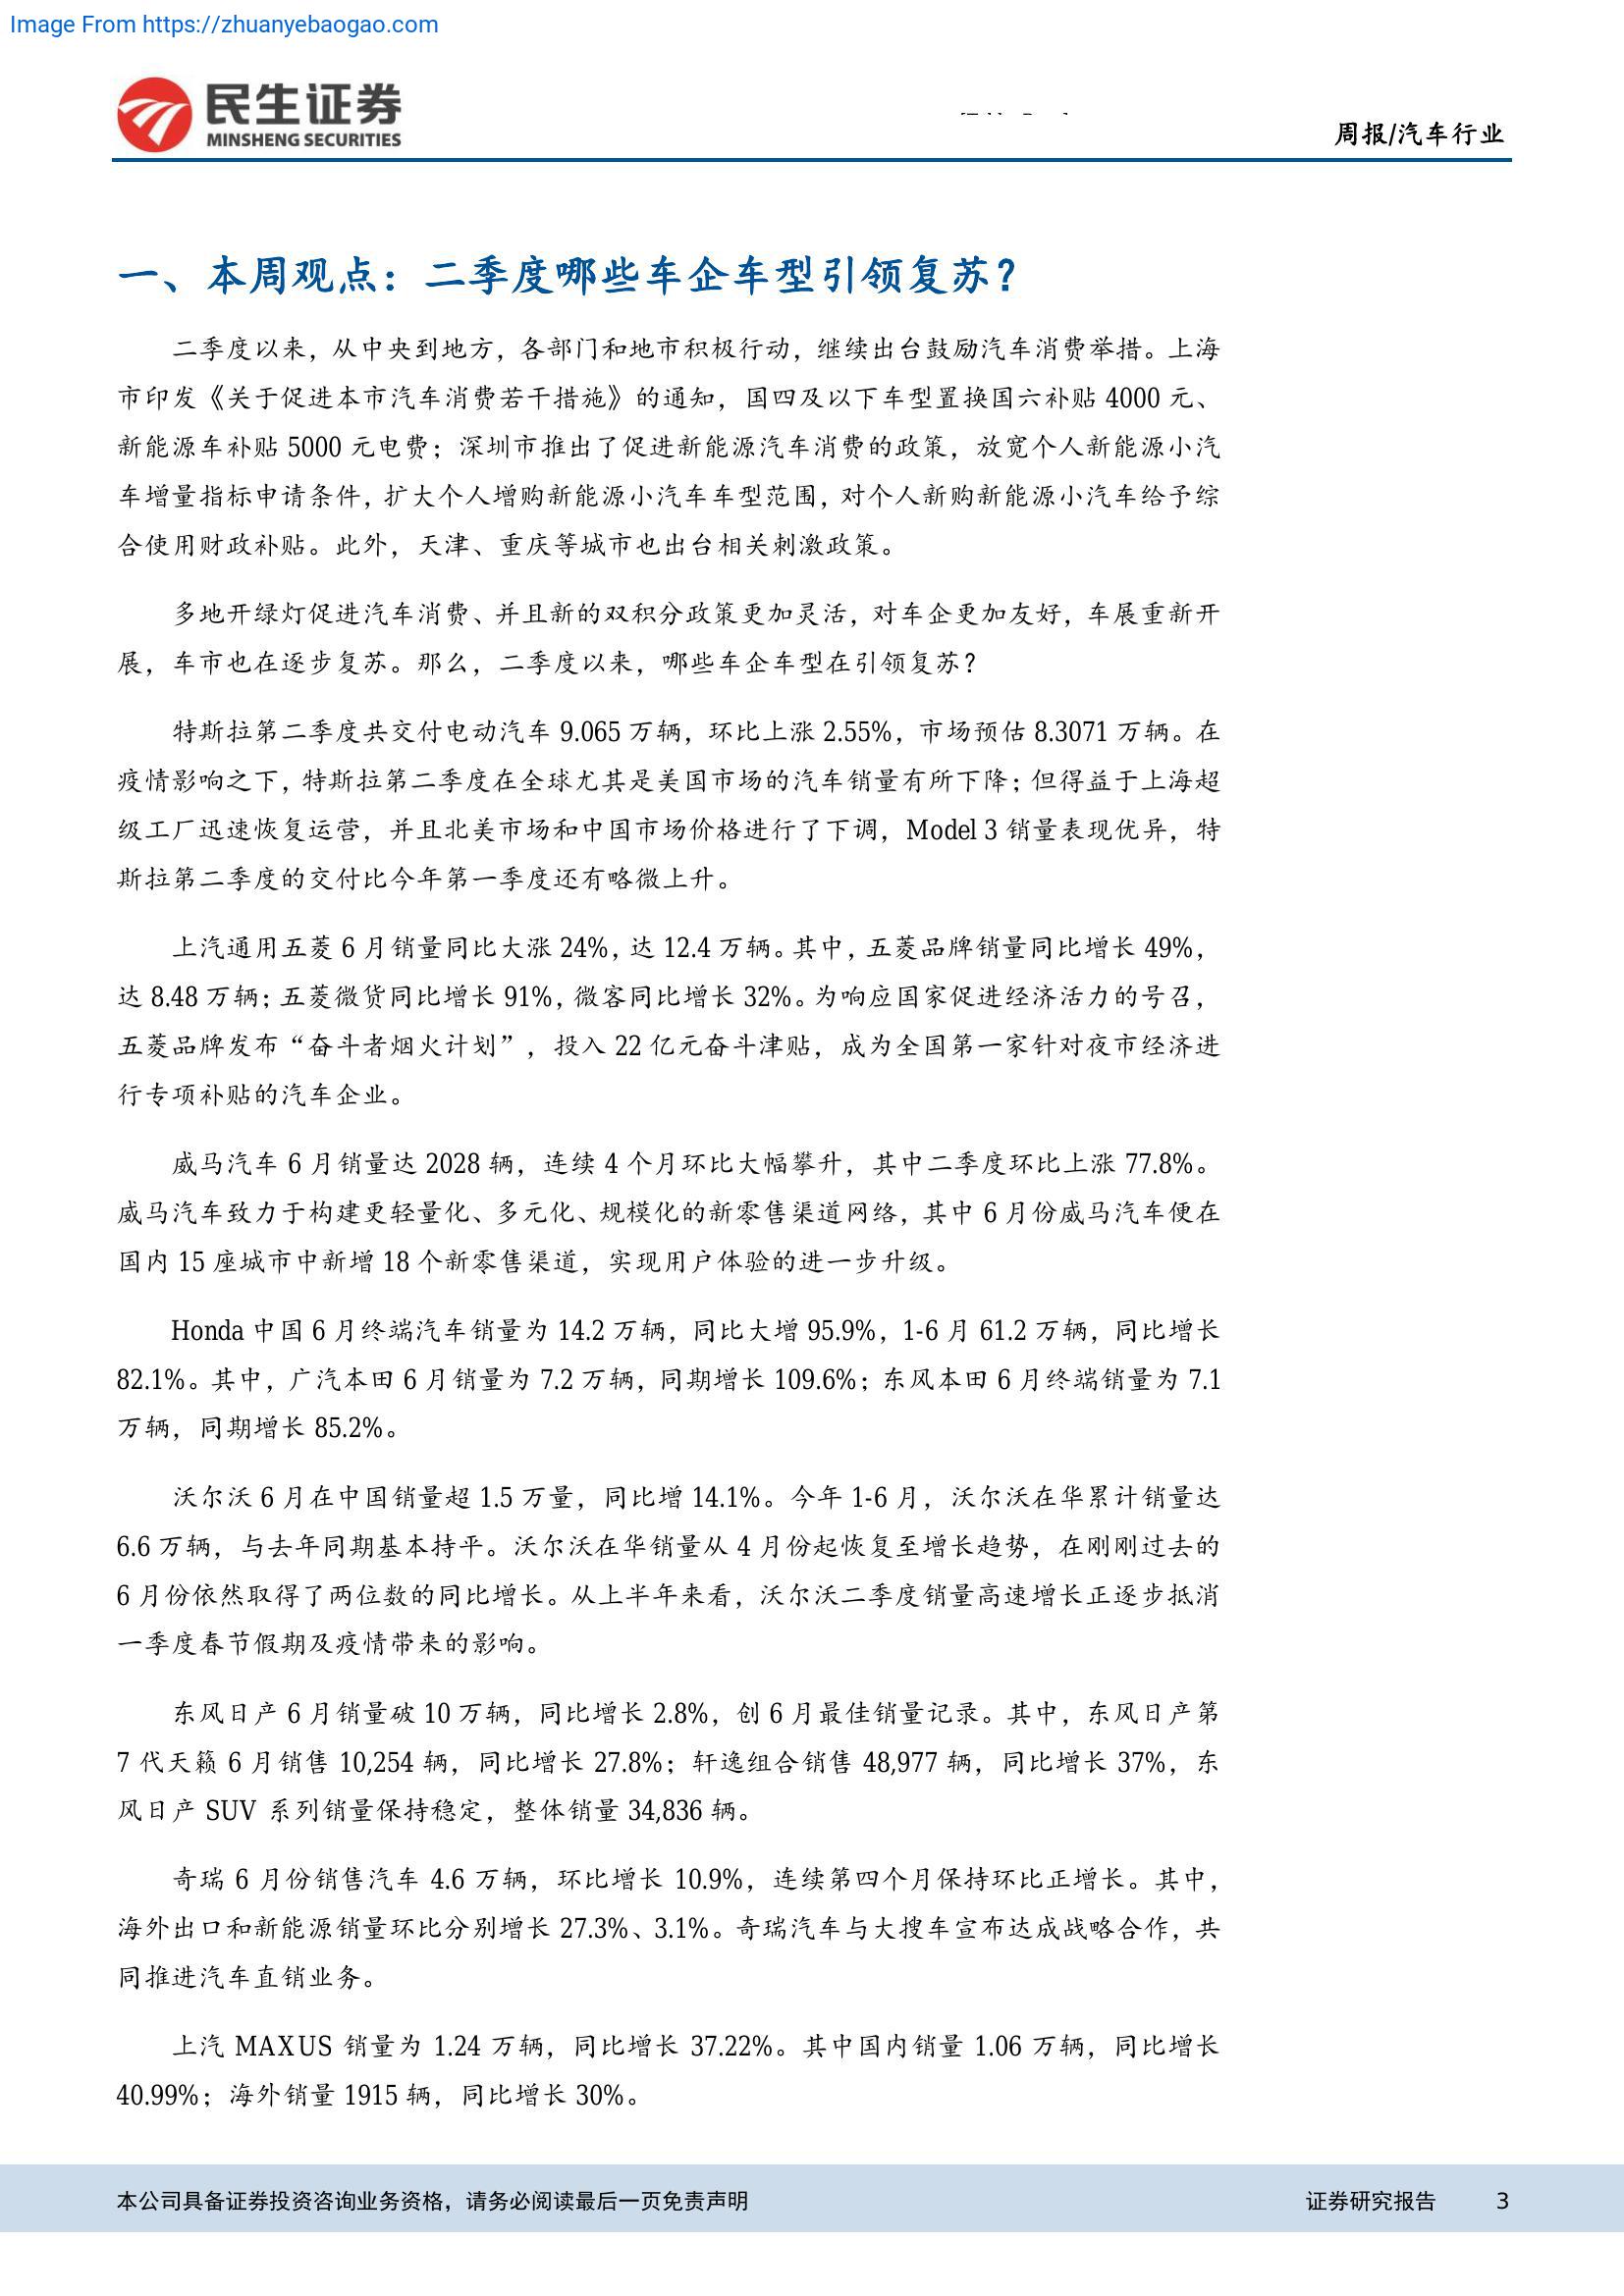 Image From https://zhuanyebaogao.com
民生证券
MINSHENG SECURITIES
周报/汽车行业
一、本周观点：二季度哪些车企车型引领复苏？
二季度以来，从中央到地方，各部门和地市积极行动，继续出台鼓励汽车消费举措。上海
市印发《关于促进本市汽车消费若干措施》的通知，国四及以下车型置换国六补贴 4000 元、
新能源车补贴 5000 元电费；深圳市推出了促进新能源汽车消费的政策，放宽个人新能源小汽
车增量指标申请条件，扩大个人增购新能源小汽车车型范围，对个人新购新能源小汽车给予综
合使用财政补贴。此外，天津、重庆等城市也出台相关刺激政策。
多地开绿灯促进汽车消费、并且新的双积分政策更加灵活，对车企更加友好，车展重新开
展，车市也在逐步复苏。那么，二季度以来，哪些车企车型在引领复苏？
特斯拉第二季度共交付电动汽车 9.065 万辆，环比上涨 2.55%，市场预估 8.3071 万辆。在
疫情影响之下，特斯拉第二季度在全球尤其是美国市场的汽车销量有所下降；但得益于上海超
级工厂迅速恢复运营，并且北美市场和中国市场价格进行了下调，Model 3 销量表现优异，特
斯拉第二季度的交付比今年第一季度还有略微上升。
上汽通用五菱 6 月销量同比大涨 24%，达 12.4 万辆。其中，五菱品牌销量同比增长 49%，
达 8.48 万辆；五菱微货同比增长 91%，微客同比增长 32%。为响应国家促进经济活力的号召，
五菱品牌发布“奋斗者烟火计划”，投入 22 亿元奋斗津贴，成为全国第一家针对夜市经济进
行专项补贴的汽车企业。
威马汽车 6 月销量达 2028 辆，连续 4 个月环比大幅攀升，其中二季度环比上涨 77.8%。
威马汽车致力于构建更轻量化、多元化、规模化的新零售渠道网络，其中 6 月份威马汽车便在
国内 15 座城市中新增 18 个新零售渠道，实现用户体验的进一步升级。
Honda 中国 6 月终端汽车销量为 14.2 万辆，同比大增 95.9%，1-6 月 61.2 万辆，同比增长
82.1%。其中，广汽本田 6 月销量为 7.2 万辆，同期增长 109.6%；东风本田 6 月终端销量为 7.1
万辆，同期增长 85.2%。
沃尔沃 6 月在中国销量超 1.5 万量，同比增 14.1%。今年 1-6 月，沃尔沃在华累计销量达
6.6 万辆，与去年同期基本持平。沃尔沃在华销量从 4 月份起恢复至增长趋势，在刚刚过去的
6 月份依然取得了两位数的同比增长。从上半年来看，沃尔沃二季度销量高速增长正逐步抵消
一季度春节假期及疫情带来的影响。
东风日产 6 月销量破 10 万辆，同比增长 2.8%，创 6 月最佳销量记录。其中，东风日产第
7 代天籁 6 月销售 10,254 辆，同比增长 27.8%；轩逸组合销售 48,977 辆，同比增长 37%，东
风日产 SUV 系列销量保持稳定，整体销量 34,836 辆。
奇瑞 6 月份销售汽车 4.6 万辆，环比增长 10.9%，连续第四个月保持环比正增长。其中，
海外出口和新能源销量环比分别增长 27.3%、3.1%。奇瑞汽车与大搜车宣布达成战略合作，共
同推进汽车直销业务。
上汽 MAXUS 销量为 1.24 万辆，同比增长 37.22%。其中国内销量 1.06 万辆，同比增长
40.99%；海外销量 1915 辆，同比增长 30%。
本公司具备证券投资咨询业务资格，请务必阅读最后一页免责声明 证券研究报告 3